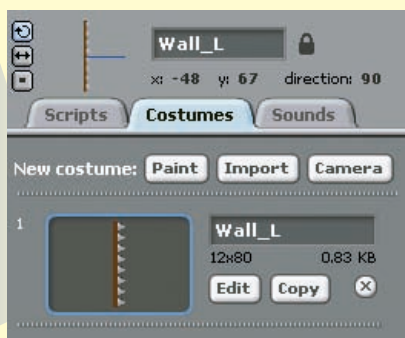 Wall_L
x: -48 y: 67 direction: 90
Scripts Costumes Sounds
New costume: Paint Import Camera
1
Wall_L
12x80 0.83 KB
Edit Copy